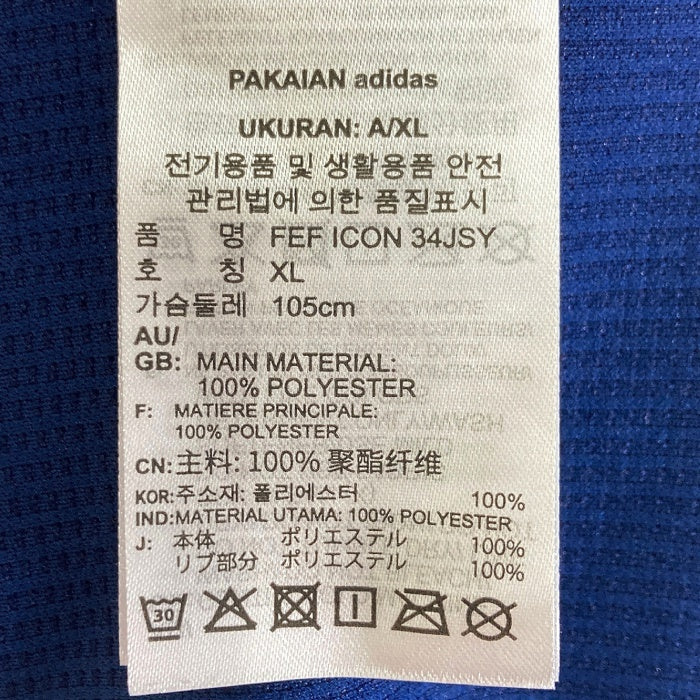 PAKAIAN adidas
UKURAN: A/XL
전기용품 및 생활용품 안전
관리법에 의한 품질표시
품 명 FEF ICON 34JSY
호 칭 XL
가슴둘레 105cm
AU/
GB: MAIN MATERIAL:
100% POLYESTER
F: MATIERE PRINCIPALE:
100% POLYESTER
CN: 主料: 100% 聚酯纤维
KOR: 주소재: 폴리에스터 100%
IND: MATERIAL UTAMA: 100% POLYESTER
J: 本体 ポリエステル 100%
リブ部分 ポリエステル 100%
30